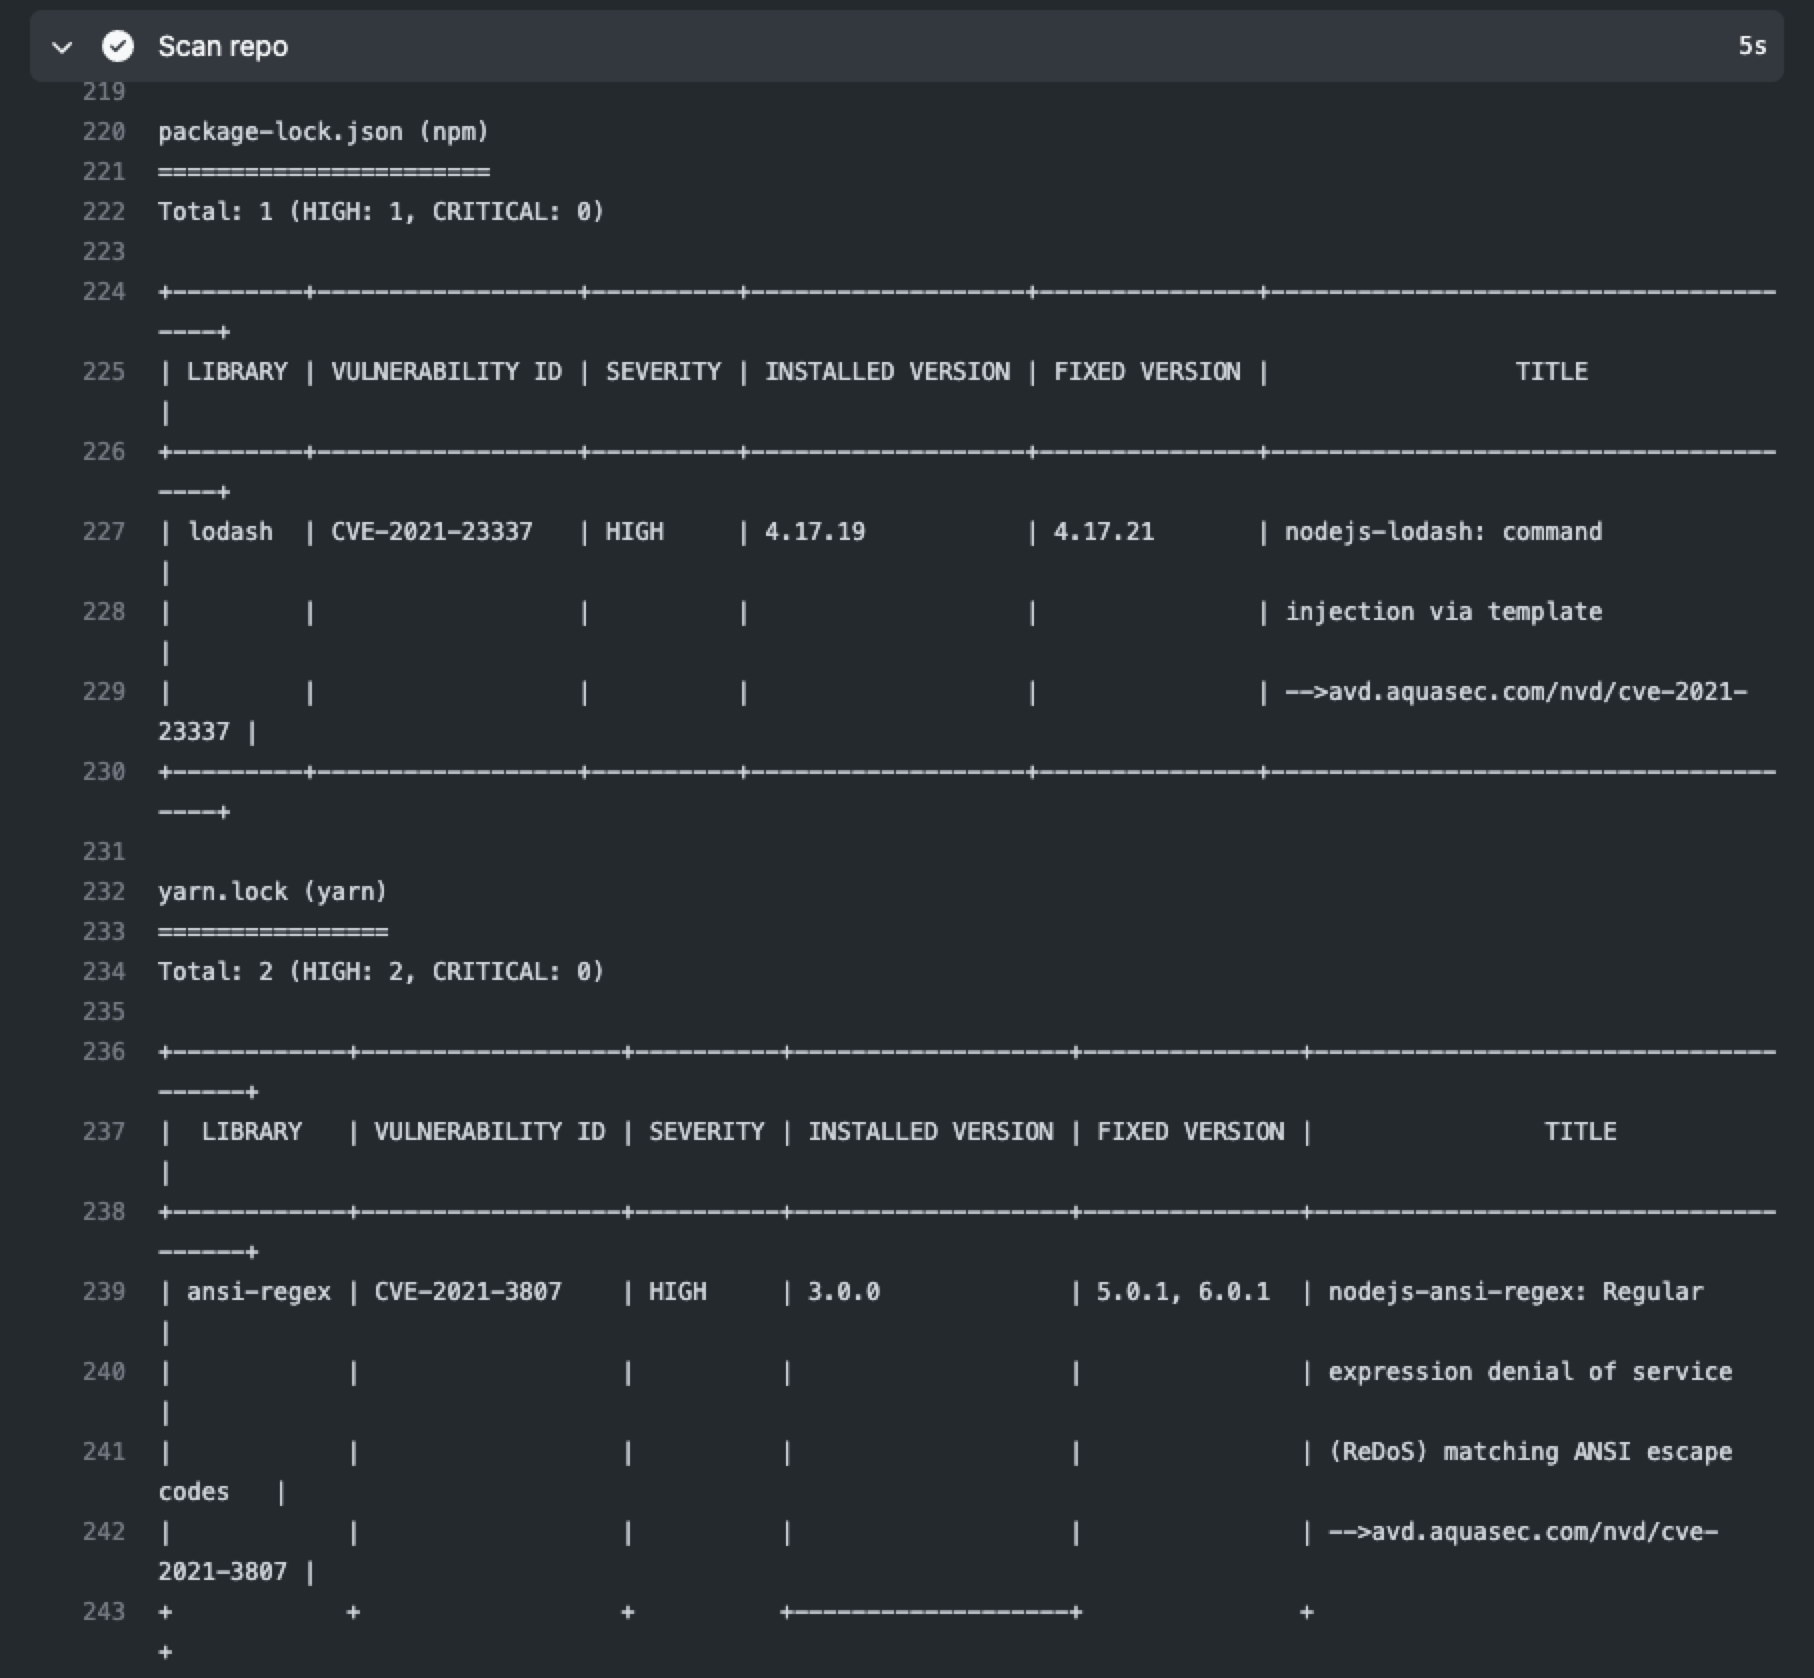 Scan repo 5s
219
220 package-lock.json (npm)
221 =======================
222 Total: 1 (HIGH: 1, CRITICAL: 0)
223
224 +---------+------------------+----------+-------------------+---------------+-----------------------------------
----+
225 | LIBRARY | VULNERABILITY ID | SEVERITY | INSTALLED VERSION | FIXED VERSION |                 TITLE
|
226 +---------+------------------+----------+-------------------+---------------+-----------------------------------
----+
227 | lodash  | CVE-2021-23337   | HIGH     | 4.17.19           | 4.17.21       | nodejs-lodash: command
|
228 |         |                  |          |                   |               | injection via template
|
229 |         |                  |          |                   |               | -->avd.aquasec.com/nvd/cve-2021-
23337 |
230 +---------+------------------+----------+-------------------+---------------+-----------------------------------
----+
231
232 yarn.lock (yarn)
233 ================
234 Total: 2 (HIGH: 2, CRITICAL: 0)
235
236 +------------+------------------+----------+-------------------+---------------+--------------------------------
------+
237 |  LIBRARY   | VULNERABILITY ID | SEVERITY | INSTALLED VERSION | FIXED VERSION |                TITLE
|
238 +------------+------------------+----------+-------------------+---------------+--------------------------------
------+
239 | ansi-regex | CVE-2021-3807    | HIGH     | 3.0.0             | 5.0.1, 6.0.1  | nodejs-ansi-regex: Regular
|
240 |            |                  |          |                   |               | expression denial of service
|
241 |            |                  |          |                   |               | (ReDoS) matching ANSI escape
codes   |
242 |            |                  |          |                   |               | -->avd.aquasec.com/nvd/cve-
2021-3807 |
243 +            +                  +          +-------------------+               +
+